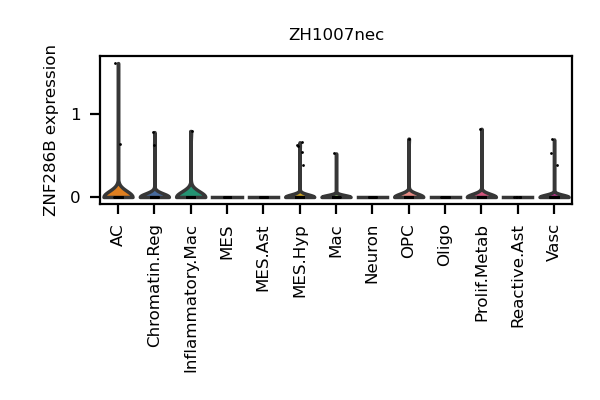 ZH1007nec
ZNF286B expression
1
0
AC
Chromatin.Reg
Inflammatory.Mac
MES
MES.Ast
MES.Hyp
Mac
Neuron
OPC
Oligo
Prolif.Metab
Reactive.Ast
Vasc